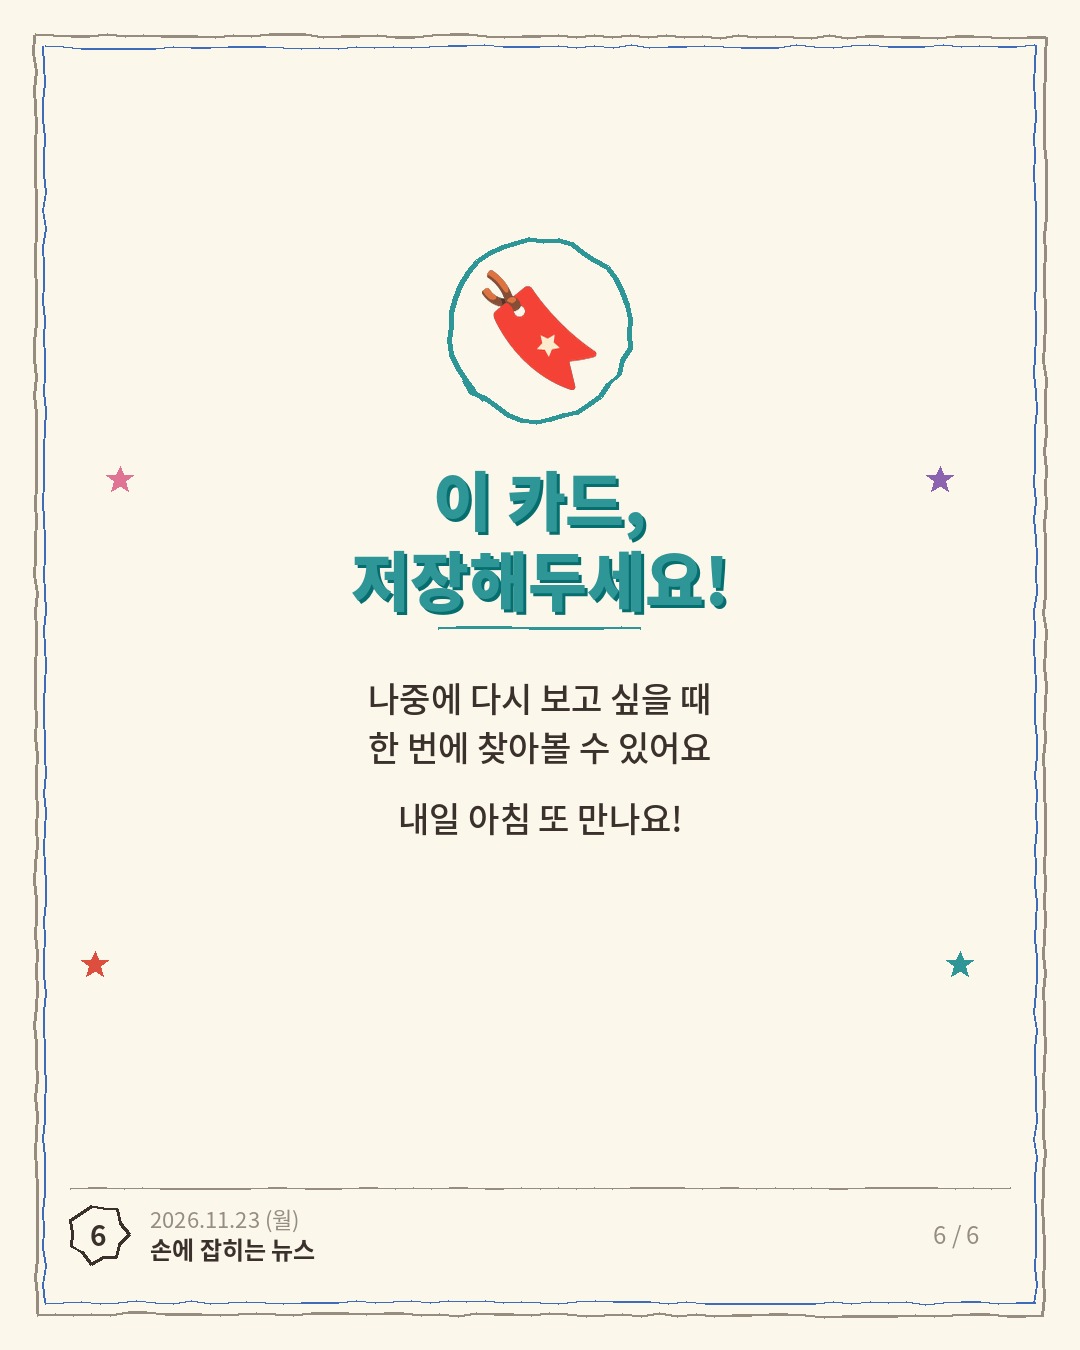 이 카드,
저장해두세요!
나중에 다시 보고 싶을 때
한 번에 찾아볼 수 있어요
내일 아침 또 만나요!
6
2026.11.23 (월)
손에 잡히는 뉴스
6 / 6